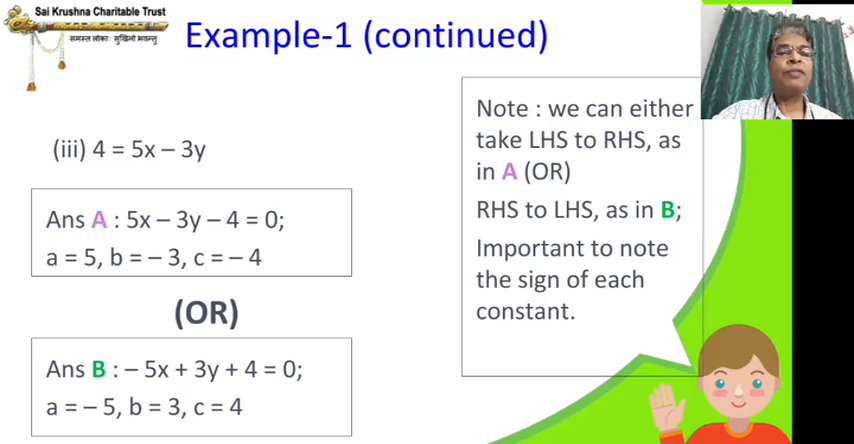 Sai Krushna Charitable Trust
समस्त लोकाः सुखिनो भवन्तु
Example-1 (continued)
(iii) 4 = 5x – 3y
Ans A : 5x – 3y – 4 = 0;
a = 5, b = – 3, c = – 4
(OR)
Ans B : – 5x + 3y + 4 = 0;
a = – 5, b = 3, c = 4
Note : we can either
take LHS to RHS, as
in A (OR)
RHS to LHS, as in B;
Important to note
the sign of each
constant.